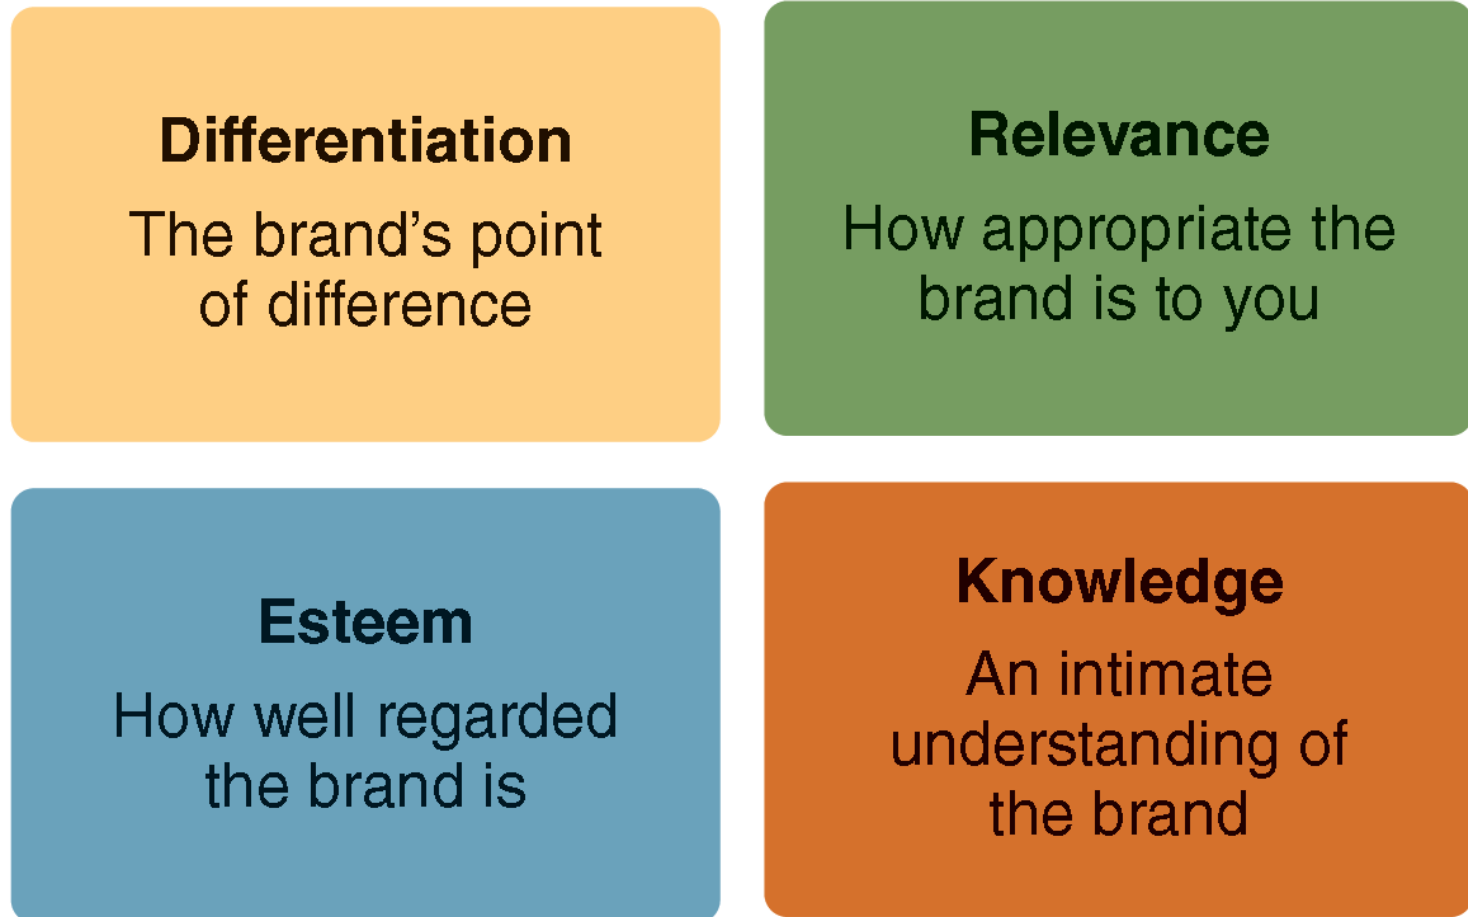 Differentiation
The brand’s point
of difference
Relevance
How appropriate the
brand is to you
Esteem
How well regarded
the brand is
Knowledge
An intimate
understanding of
the brand